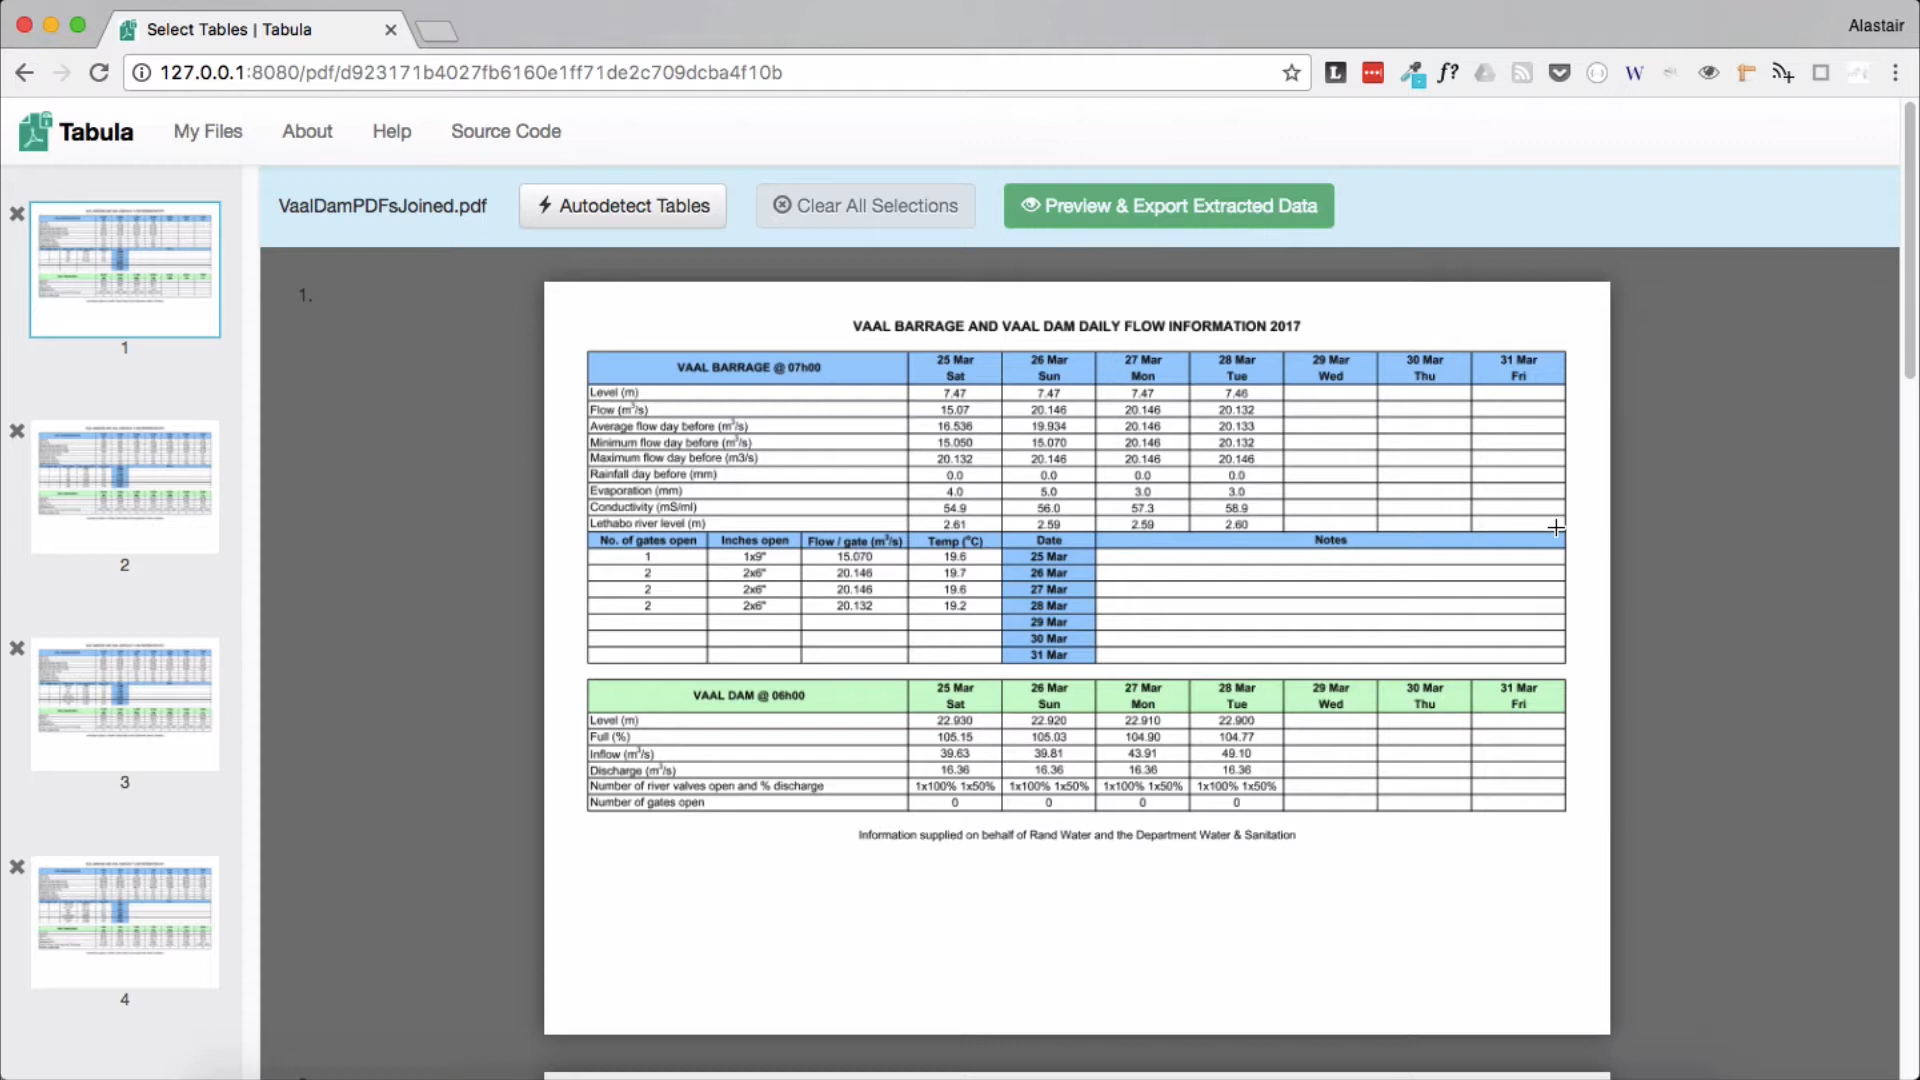 Select Tables | Tabula
Alastair
127.0.0.1:8080/pdf/d923171b4027fb6160e1ff71de2c709dcba4f10b
Tabula My Files About Help Source Code
VaalDamPDFsJoined.pdf Autodetect Tables Clear All Selections Preview & Export Extracted Data
1
2
3
4
1.
VAAL BARRAGE AND VAAL DAM DAILY FLOW INFORMATION 2017
VAAL BARRAGE @ 07h00 25 Mar Sat 26 Mar Sun 27 Mar Mon 28 Mar Tue 29 Mar Wed 30 Mar Thu 31 Mar Fri
Level (m) 7.47 7.47 7.47 7.46
Flow (m³/s) 15.07 20.146 20.146 20.132
Average flow day before (m³/s) 16.536 19.934 20.146 20.133
Minimum flow day before (m³/s) 15.050 15.070 20.146 20.132
Maximum flow day before (m3/s) 20.132 20.146 20.146 20.146
Rainfall day before (mm) 0.0 0.0 0.0 0.0
Evaporation (mm) 4.0 5.0 3.0 3.0
Conductivity (mS/ml) 54.9 56.0 57.3 58.9
Lethabo river level (m) 2.61 2.59 2.59 2.60
No. of gates open Inches open Flow / gate (m³/s) Temp (°C) Date Notes
1 1x9" 15.070 19.6 25 Mar
2 2x6" 20.146 19.7 26 Mar
2 2x6" 20.146 19.6 27 Mar
2 2x6" 20.132 19.2 28 Mar
29 Mar
30 Mar
31 Mar
VAAL DAM @ 06h00 25 Mar Sat 26 Mar Sun 27 Mar Mon 28 Mar Tue 29 Mar Wed 30 Mar Thu 31 Mar Fri
Level (m) 22.930 22.920 22.910 22.900
Full (%) 105.15 105.03 104.90 104.77
Inflow (m³/s) 39.63 39.81 43.91 49.10
Discharge (m³/s) 16.36 16.36 16.36 16.36
Number of river valves open and % discharge 1x100% 1x50% 1x100% 1x50% 1x100% 1x50% 1x100% 1x50%
Number of gates open 0 0 0 0
Information supplied on behalf of Rand Water and the Department Water & Sanitation